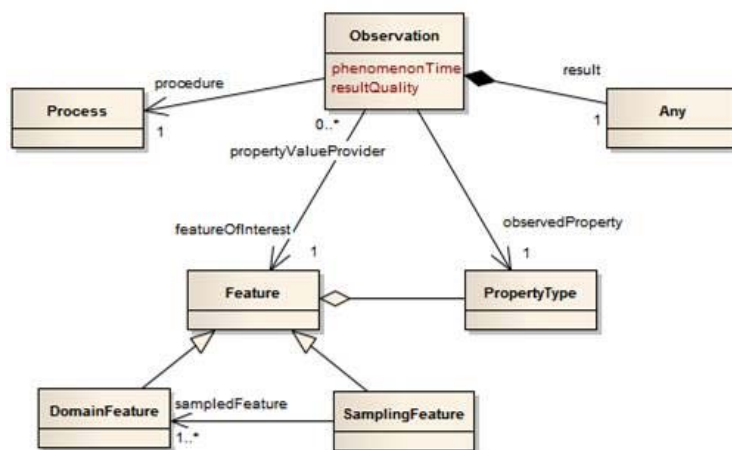 Observation
phenomenonTime
resultQuality
procedure
result
Process
1
Any
1
0..*
propertyValueProvider
featureOfInterest
1
observedProperty
1
Feature
PropertyType
DomainFeature
sampledFeature
1..*
SamplingFeature